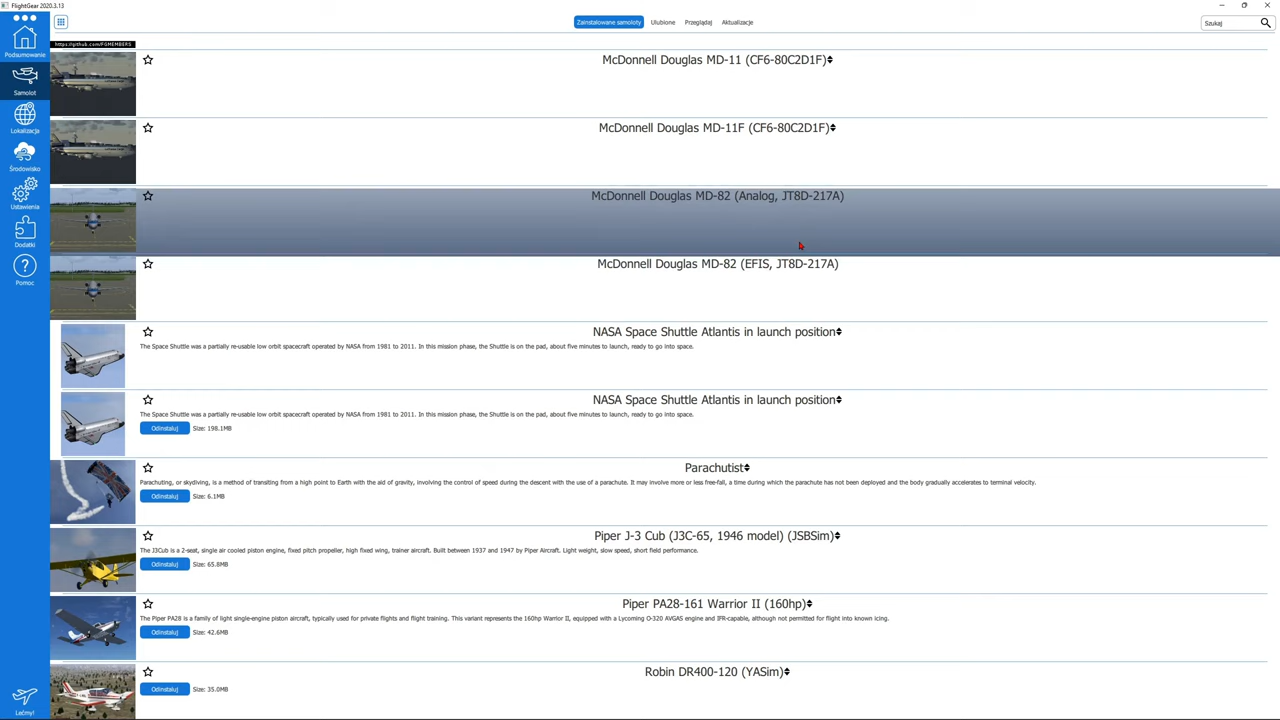 FlightGear 2020.3.13
Zainstalowane samoloty
Ulubione
Przeglądaj
Aktualizacje
Szukaj
Podsumowanie
Samolot
Lokalizacja
Środowisko
Ustawienia
Dodatki
Pomoc
Lećmy!
https://github.com/FGMEMBERS
McDonnell Douglas MD-11 (CF6-80C2D1F)
McDonnell Douglas MD-11F (CF6-80C2D1F)
McDonnell Douglas MD-82 (Analog, JT8D-217A)
McDonnell Douglas MD-82 (EFIS, JT8D-217A)
NASA Space Shuttle Atlantis in launch position
The Space Shuttle was a partially re-usable low orbit spacecraft operated by NASA from 1981 to 2011. In this mission phase, the Shuttle is on the pad, about five minutes to launch, ready to go into space.
NASA Space Shuttle Atlantis in launch position
The Space Shuttle was a partially re-usable low orbit spacecraft operated by NASA from 1981 to 2011. In this mission phase, the Shuttle is on the pad, about five minutes to launch, ready to go into space.
Odinstaluj Size: 198.1MB
Parachutist
Parachuting, or skydiving, is a method of transiting from a high point to Earth with the aid of gravity, involving the control of speed during the descent with the use of a parachute. It may involve more or less free-fall, a time during which the parachute has not been deployed and the body gradually accelerates to terminal velocity.
Odinstaluj Size: 6.1MB
Piper J-3 Cub (J3C-65, 1946 model) (JSBSim)
The J3Cub is a 2-seat, single air cooled piston engine, fixed pitch propeller, high fixed wing, trainer aircraft. Built between 1937 and 1947 by Piper Aircraft. Light weight, slow speed, short field performance.
Odinstaluj Size: 65.8MB
Piper PA28-161 Warrior II (160hp)
The Piper PA28 is a family of light single-engine piston aircraft, typically used for private flights and flight training. This variant represents the 160hp Warrior II, equipped with a Lycoming O-320 AVGAS engine and IFR-capable, although not permitted for flight into known icing.
Odinstaluj Size: 42.6MB
Robin DR400-120 (YASim)
Odinstaluj Size: 35.0MB